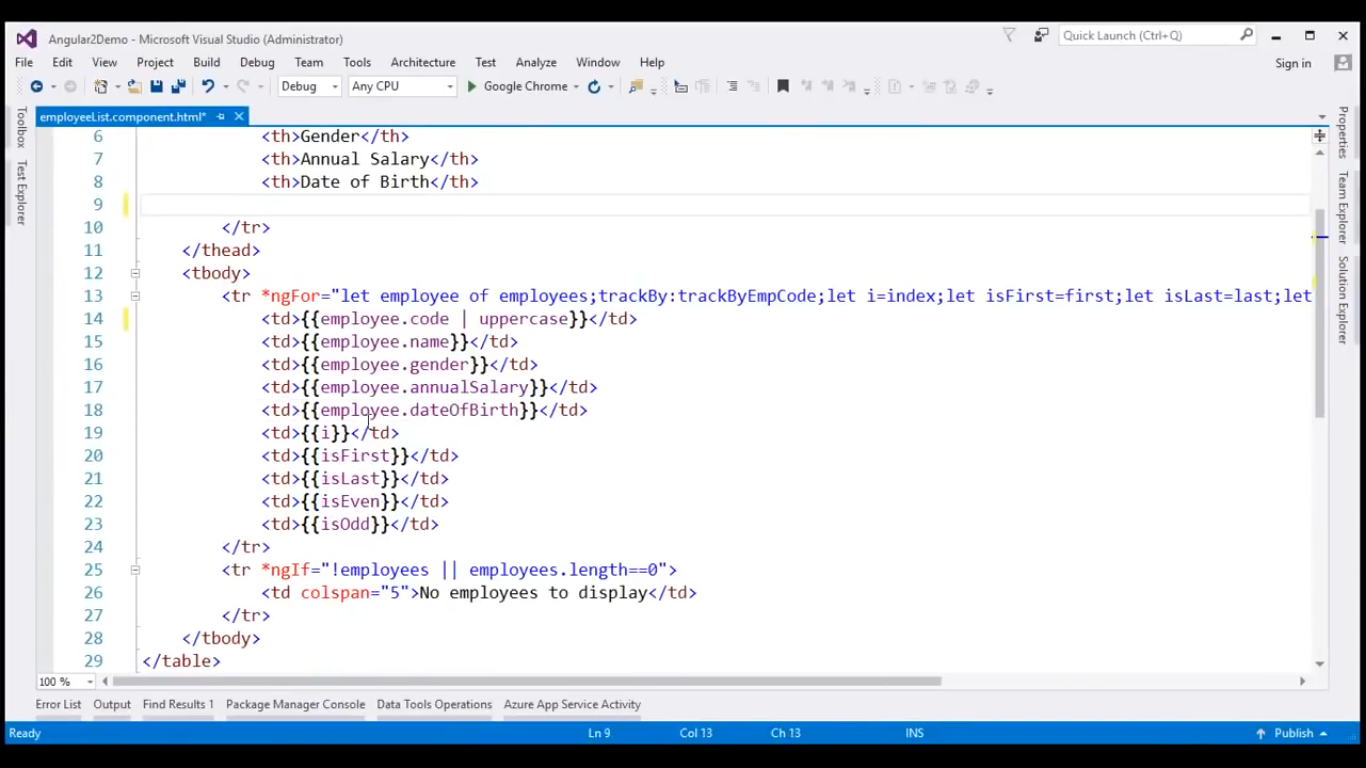 Angular2Demo - Microsoft Visual Studio (Administrator)
Quick Launch (Ctrl+Q)
File Edit View Project Build Debug Team Tools Architecture Test Analyze Window Help
Sign in
Debug Any CPU Google Chrome
employeeList.component.html*
Toolbox
Test Explorer
Properties
Team Explorer
Solution Explorer
6 <th>Gender</th>
7 <th>Annual Salary</th>
8 <th>Date of Birth</th>
9
10 </tr>
11 </thead>
12 <tbody>
13 <tr *ngFor="let employee of employees;trackBy:trackByEmpCode;let i=index;let isFirst=first;let isLast=last;let
14 <td>{{employee.code | uppercase}}</td>
15 <td>{{employee.name}}</td>
16 <td>{{employee.gender}}</td>
17 <td>{{employee.annualSalary}}</td>
18 <td>{{employee.dateOfBirth}}</td>
19 <td>{{i}}</td>
20 <td>{{isFirst}}</td>
21 <td>{{isLast}}</td>
22 <td>{{isEven}}</td>
23 <td>{{isOdd}}</td>
24 </tr>
25 <tr *ngIf="!employees || employees.length==0">
26 <td colspan="5">No employees to display</td>
27 </tr>
28 </tbody>
29 </table>
100 %
Error List Output Find Results 1 Package Manager Console Data Tools Operations Azure App Service Activity
Ready Ln 9 Col 13 Ch 13 INS Publish